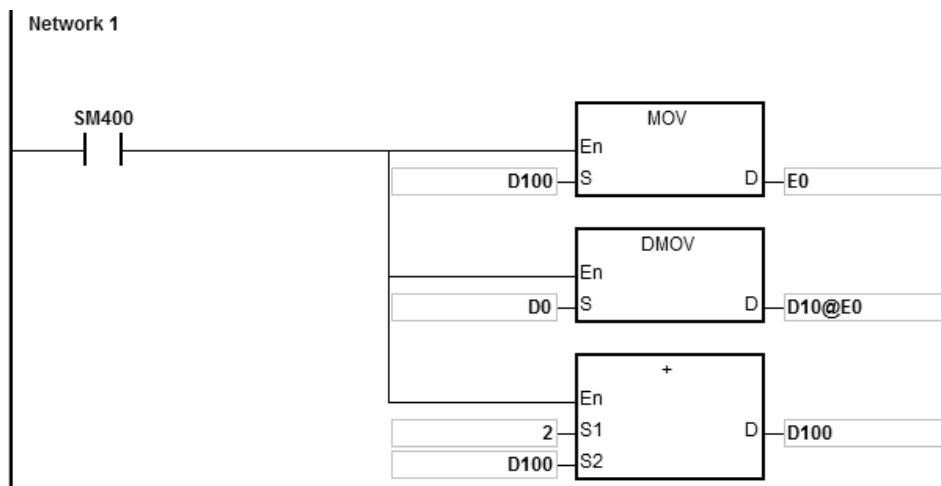 Network 1
SM400
MOV
En
D100 S D E0
DMOV
En
D0 S D D10@E0
+
En
2 S1 D D100
D100 S2